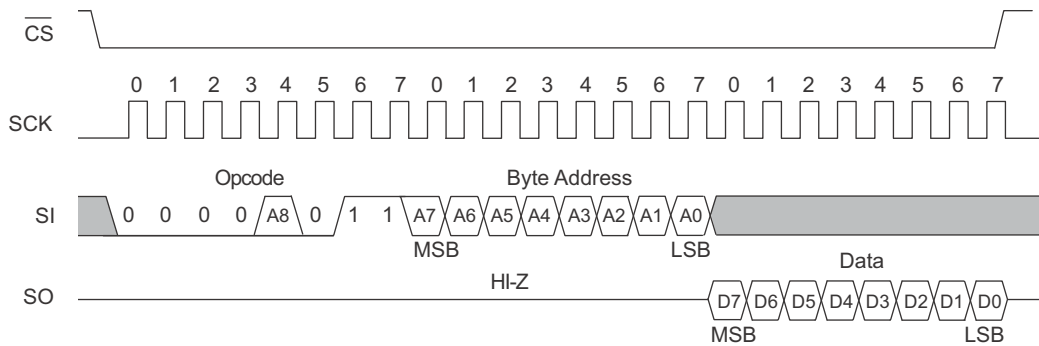 CS
0 1 2 3 4 5 6 7 0 1 2 3 4 5 6 7 0 1 2 3 4 5 6 7
SCK
Opcode Byte Address
SI 0 0 0 0 A8 0 1 1 A7 A6 A5 A4 A3 A2 A1 A0
MSB LSB
HI-Z Data
SO D7 D6 D5 D4 D3 D2 D1 D0
MSB LSB